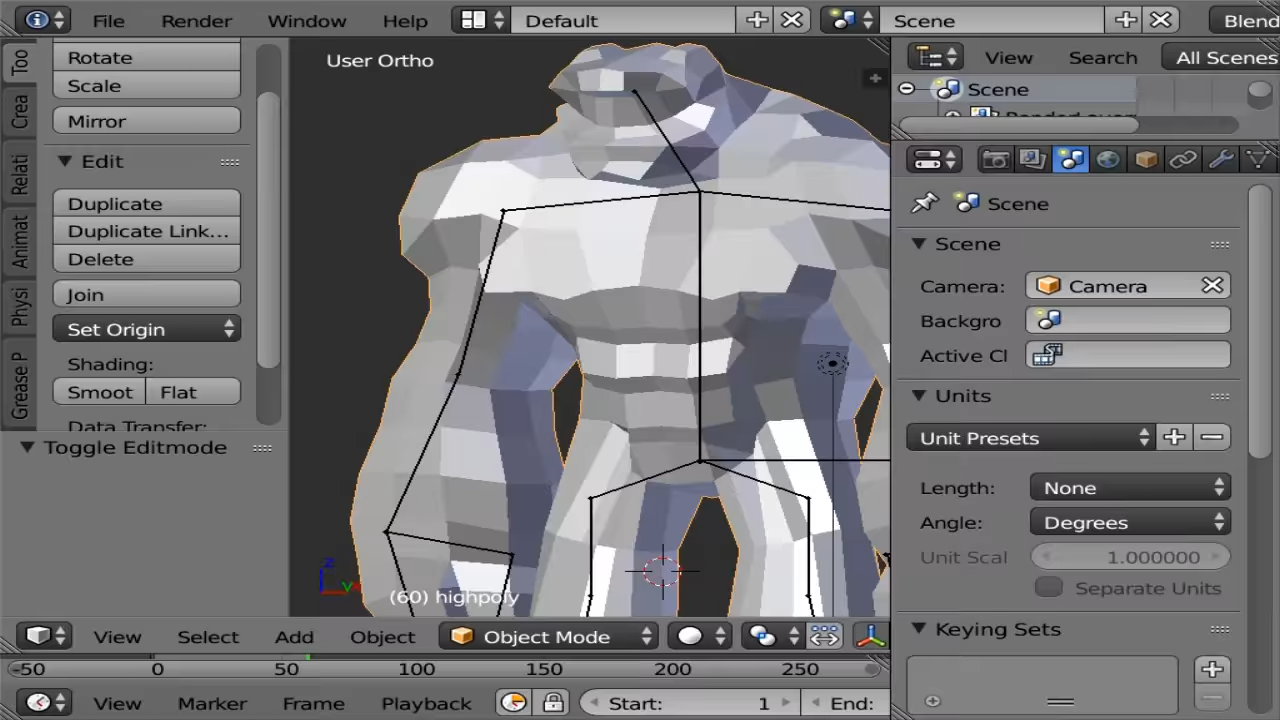 File Render Window Help Default Scene Blend
Too
Crea
Relati
Animat
Physi
Grease P
Rotate
Scale
Mirror
Edit
Duplicate
Duplicate Link...
Delete
Join
Set Origin
Shading:
Smoot Flat
Data Transfer:
Toggle Editmode
User Ortho
(60) highpoly
View Select Add Object Object Mode
-50 0 50 100 150 200 250
View Marker Frame Playback Start: 1 End:
View Search All Scenes
Scene
Scene
Scene
Camera: Camera
Backgro
Active Cl
Units
Unit Presets
Length: None
Angle: Degrees
Unit Scal 1.000000
Separate Units
Keying Sets